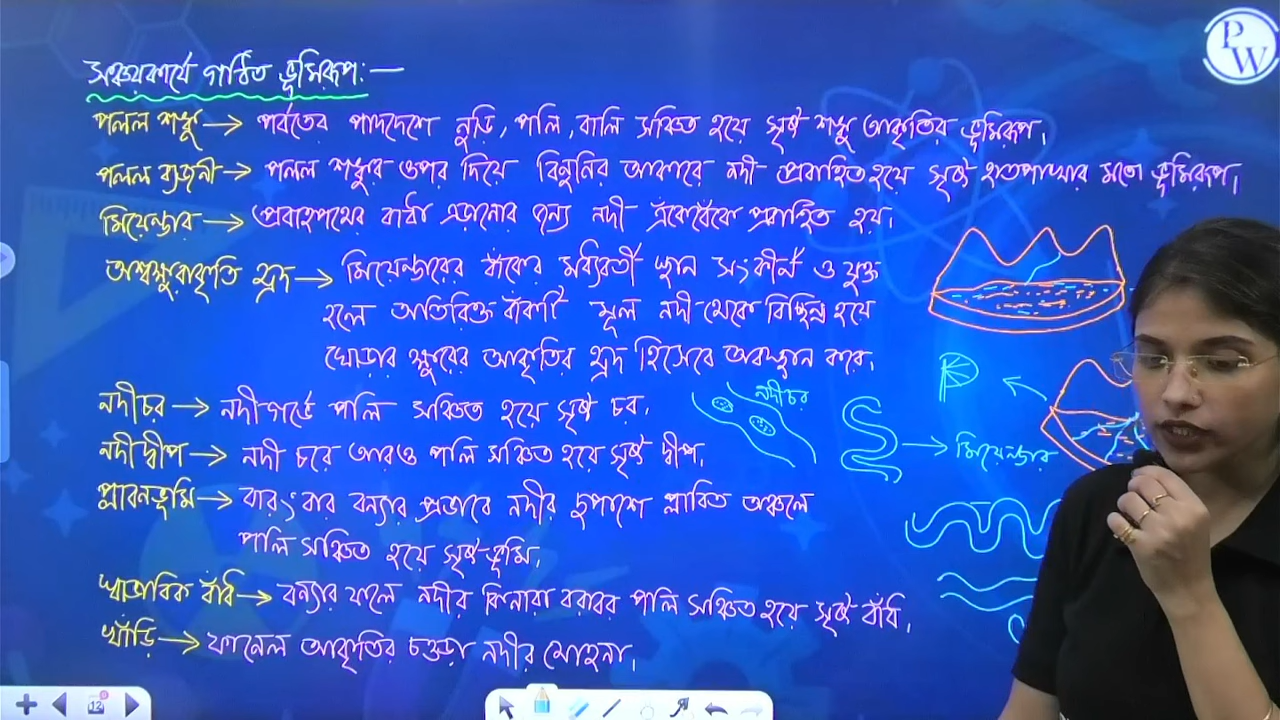 PW
সঞ্চয়কার্যে গঠিত ভূমিরূপ:—
পলল শঙ্কু → পর্বতের পাদদেশে নুড়ি, পলি, বালি সঞ্চিত হয়ে সৃষ্ট শঙ্কু আকৃতির ভূমিরূপ।
পলল ব্যজনী → পলল শঙ্কুর ওপর দিয়ে বিনুনির আকারে নদী প্রবাহিত হয়ে সৃষ্ট হাতপাখার মতো ভূমিরূপ।
মিয়েন্ডার → প্রবাহপথের বাধা এড়ানোর জন্য নদী এঁকেবেঁকে প্রবাহিত হয়।
অশ্বক্ষুরাকৃতি হ্রদ → মিয়েন্ডারের বাঁকের মধ্যবর্তী স্থান সংকীর্ন ও যুক্ত
হলে অতিরিক্ত বাঁকটি মূল নদী থেকে বিচ্ছিন্ন হয়ে
ঘোড়ার ক্ষুরের আকৃতির হ্রদ হিসেবে অবস্থান করে।
নদীচর → নদীগর্ভে পলি সঞ্চিত হয়ে সৃষ্ট চর।
নদীচর
নদীদ্বীপ → নদী চরে আরও পলি সঞ্চিত হয়ে সৃষ্ট দ্বীপ।
→ মিয়েন্ডার
প্লাবনভূমি → বারংবার বন্যার প্রভাবে নদীর দুপাশে প্লাবিত অঞ্চলে
পলি সঞ্চিত হয়ে সৃষ্ট ভূমি।
স্বাভাবিক বাঁধ → বন্যার ফলে নদীর কিনারা বরাবর পলি সঞ্চিত হয়ে সৃষ্ট বাঁধ।
খাঁড়ি → ফানেল আকৃতির চওড়া নদীর মোহনা।
12